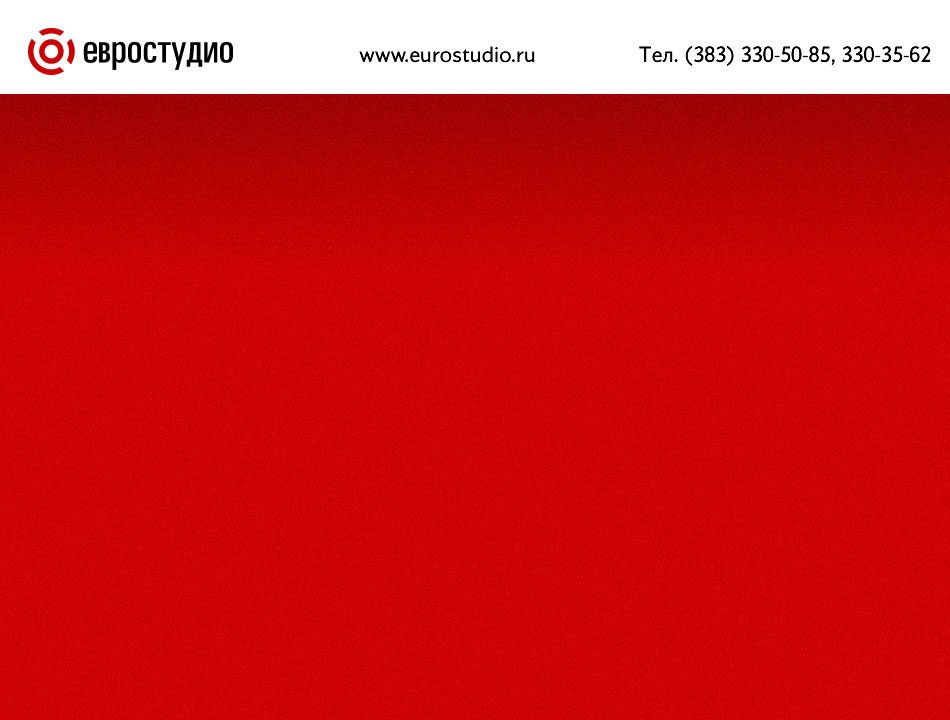 евростудио
www.eurostudio.ru
Тел. (383) 330-50-85, 330-35-62